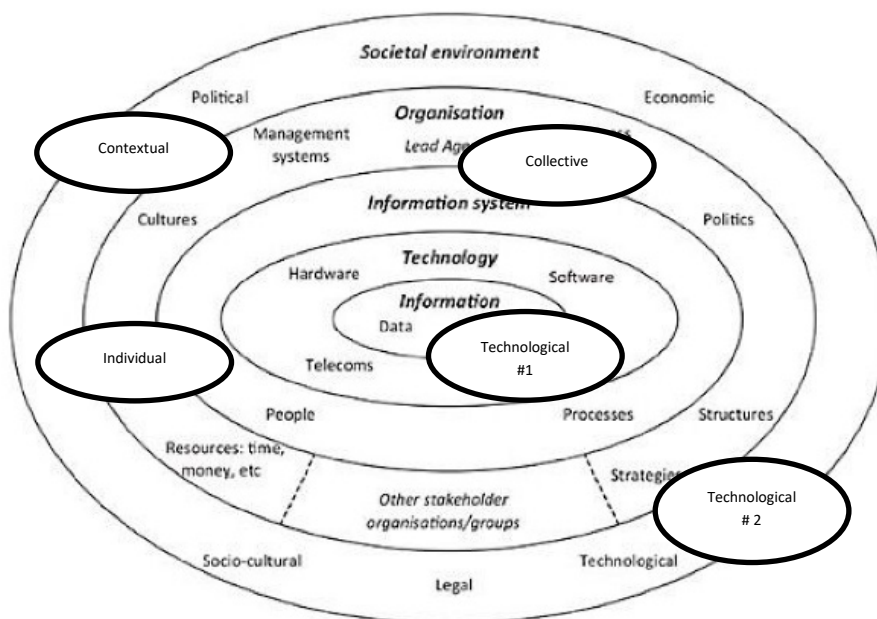 Societal environment
Political
Economic
Organisation
Management
systems
Lead
Contextual
Collective
Cultures
Information system
Politics
Technology
Hardware
Software
Information
Data
Individual
Technological
#1
Telecoms
People
Processes
Structures
Resources: time,
money, etc
Strategies
Other stakeholder
organisations/groups
Technological
# 2
Socio-cultural
Technological
Legal